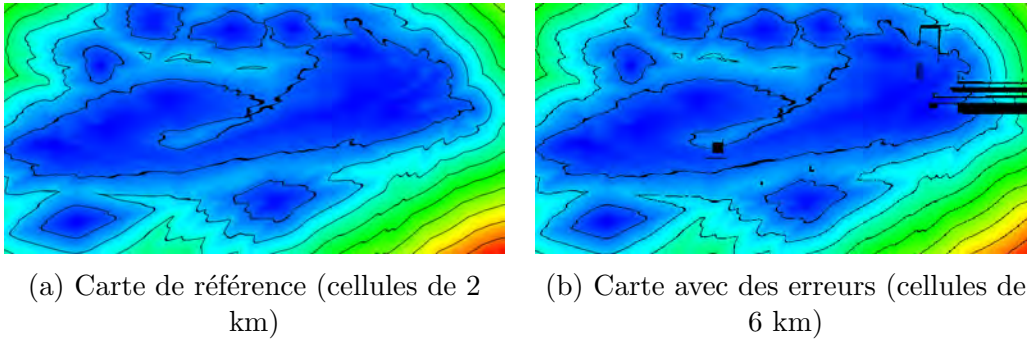 (a) Carte de référence (cellules de 2
km)
(b) Carte avec des erreurs (cellules de
6 km)